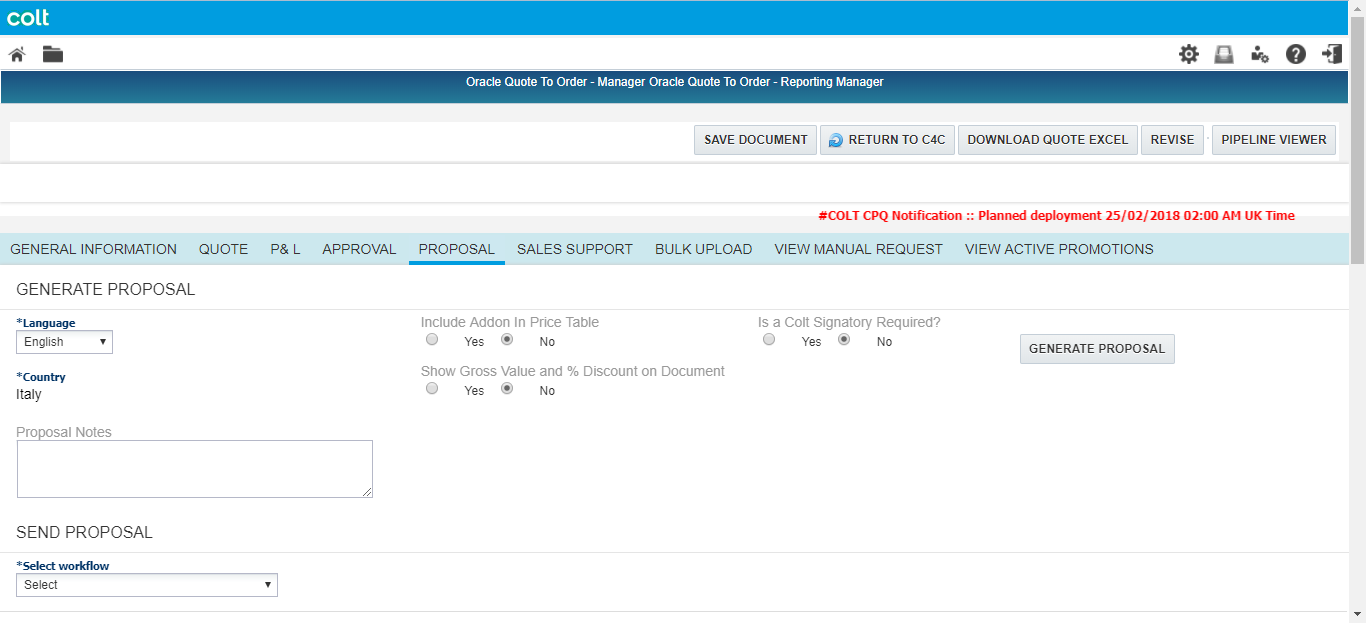 colt
Oracle Quote To Order - Manager Oracle Quote To Order - Reporting Manager
SAVE DOCUMENT RETURN TO C4C DOWNLOAD QUOTE EXCEL REVISE PIPELINE VIEWER
#COLT CPQ Notification :: Planned deployment 25/02/2018 02:00 AM UK Time
GENERAL INFORMATION QUOTE P& L APPROVAL PROPOSAL SALES SUPPORT BULK UPLOAD VIEW MANUAL REQUEST VIEW ACTIVE PROMOTIONS
GENERATE PROPOSAL
*Language
English
*Country
Italy
Proposal Notes
Include Addon In Price Table
Yes No
Show Gross Value and % Discount on Document
Yes No
Is a Colt Signatory Required?
Yes No
GENERATE PROPOSAL
SEND PROPOSAL
*Select workflow
Select